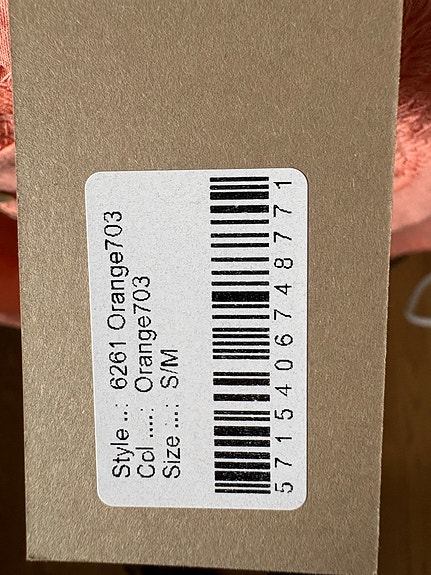 Style ...: 6261 Orange703
Col .....: Orange703
Size ....: S/M
5715406748771